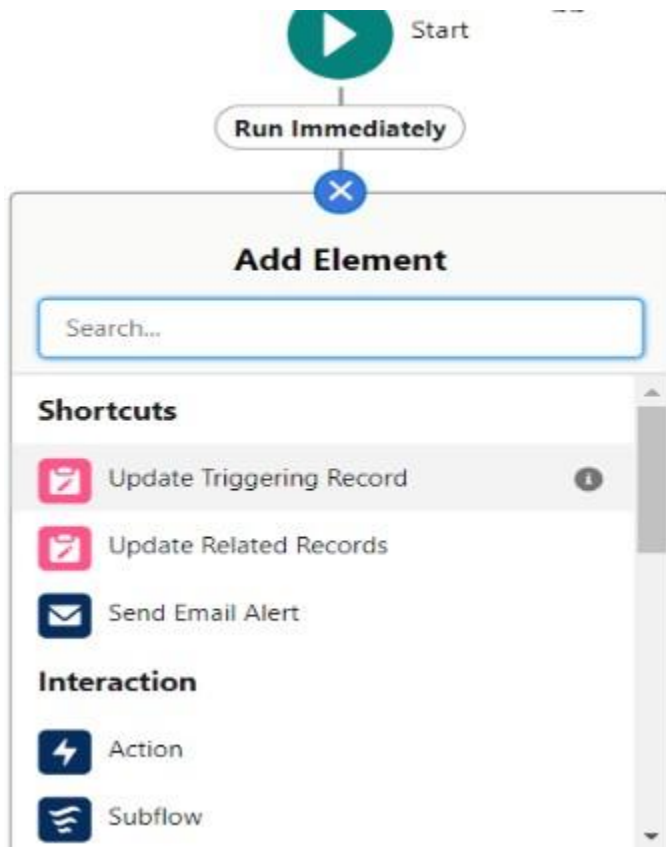 Start
Run Immediately
Add Element
Search...
Shortcuts
Update Triggering Record
Update Related Records
Send Email Alert
Interaction
Action
Subflow